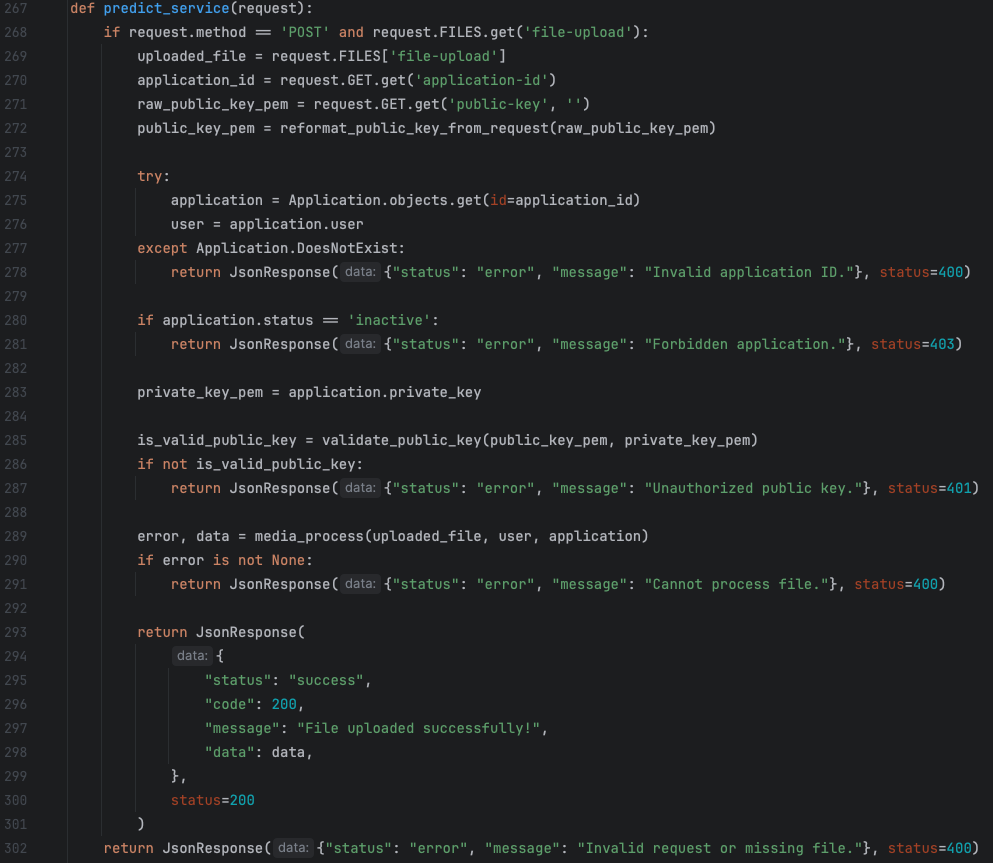 267 def predict_service(request):
268 if request.method == 'POST' and request.FILES.get('file-upload'):
269 uploaded_file = request.FILES['file-upload']
270 application_id = request.GET.get('application-id')
271 raw_public_key_pem = request.GET.get('public-key', '')
272 public_key_pem = reformat_public_key_from_request(raw_public_key_pem)
273
274 try:
275 application = Application.objects.get(id=application_id)
276 user = application.user
277 except Application.DoesNotExist:
278 return JsonResponse( data: {"status": "error", "message": "Invalid application ID."}, status=400)
279
280 if application.status == 'inactive':
281 return JsonResponse( data: {"status": "error", "message": "Forbidden application."}, status=403)
282
283 private_key_pem = application.private_key
284
285 is_valid_public_key = validate_public_key(public_key_pem, private_key_pem)
286 if not is_valid_public_key:
287 return JsonResponse( data: {"status": "error", "message": "Unauthorized public key."}, status=401)
288
289 error, data = media_process(uploaded_file, user, application)
290 if error is not None:
291 return JsonResponse( data: {"status": "error", "message": "Cannot process file."}, status=400)
292
293 return JsonResponse(
294 data: {
295 "status": "success",
296 "code": 200,
297 "message": "File uploaded successfully!",
298 "data": data,
299 },
300 status=200
301 )
302 return JsonResponse( data: {"status": "error", "message": "Invalid request or missing file."}, status=400)